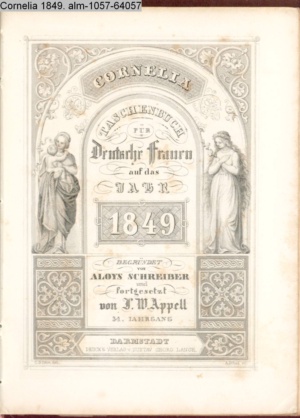 Cornelia 1849. alm-1057-64057
CORNELIA
TASCHENBUCH
FÜR
Deutsche Frauen
auf das
JAHR
1849
BEGRÜNDET
von
ALOYS SCHREIBER
und
fortgesetzt
von J. W. Appell
34. JAHRGANG
DARMSTADT